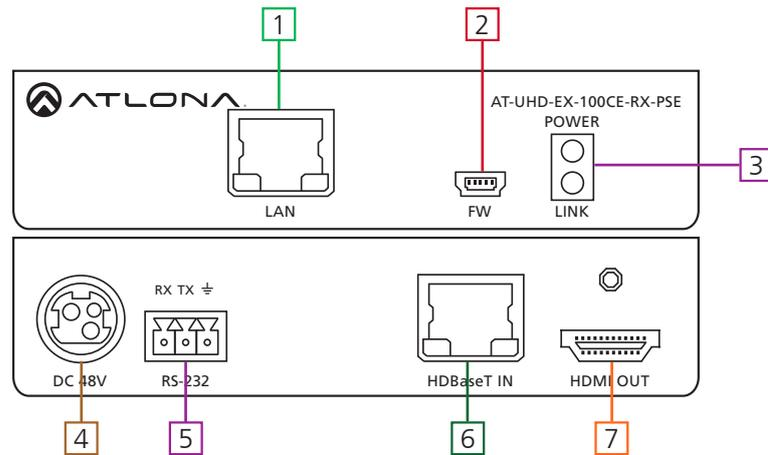 1
2
ATLONA
AT-UHD-EX-100CE-RX-PSE
POWER
3
LAN
FW
LINK
RX TX
DC 48V
RS-232
HDBaseT IN
HDMI OUT
4
5
6
7